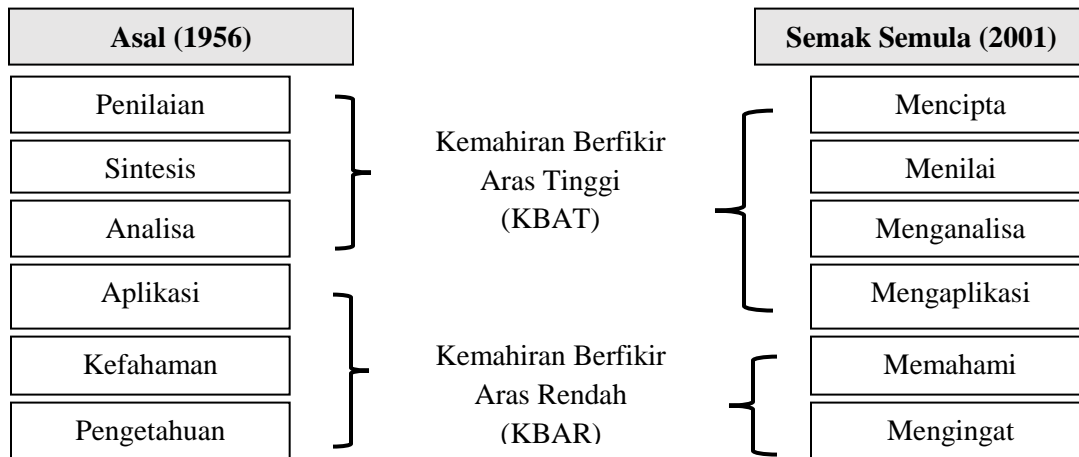 Asal (1956)
Semak Semula (2001)
Penilaian
Sintesis
Analisa
Aplikasi
Kefahaman
Pengetahuan
Kemahiran Berfikir
Aras Tinggi
(KBAT)
Kemahiran Berfikir
Aras Rendah
(KBAR)
Mencipta
Menilai
Menganalisa
Mengaplikasi
Memahami
Mengingat